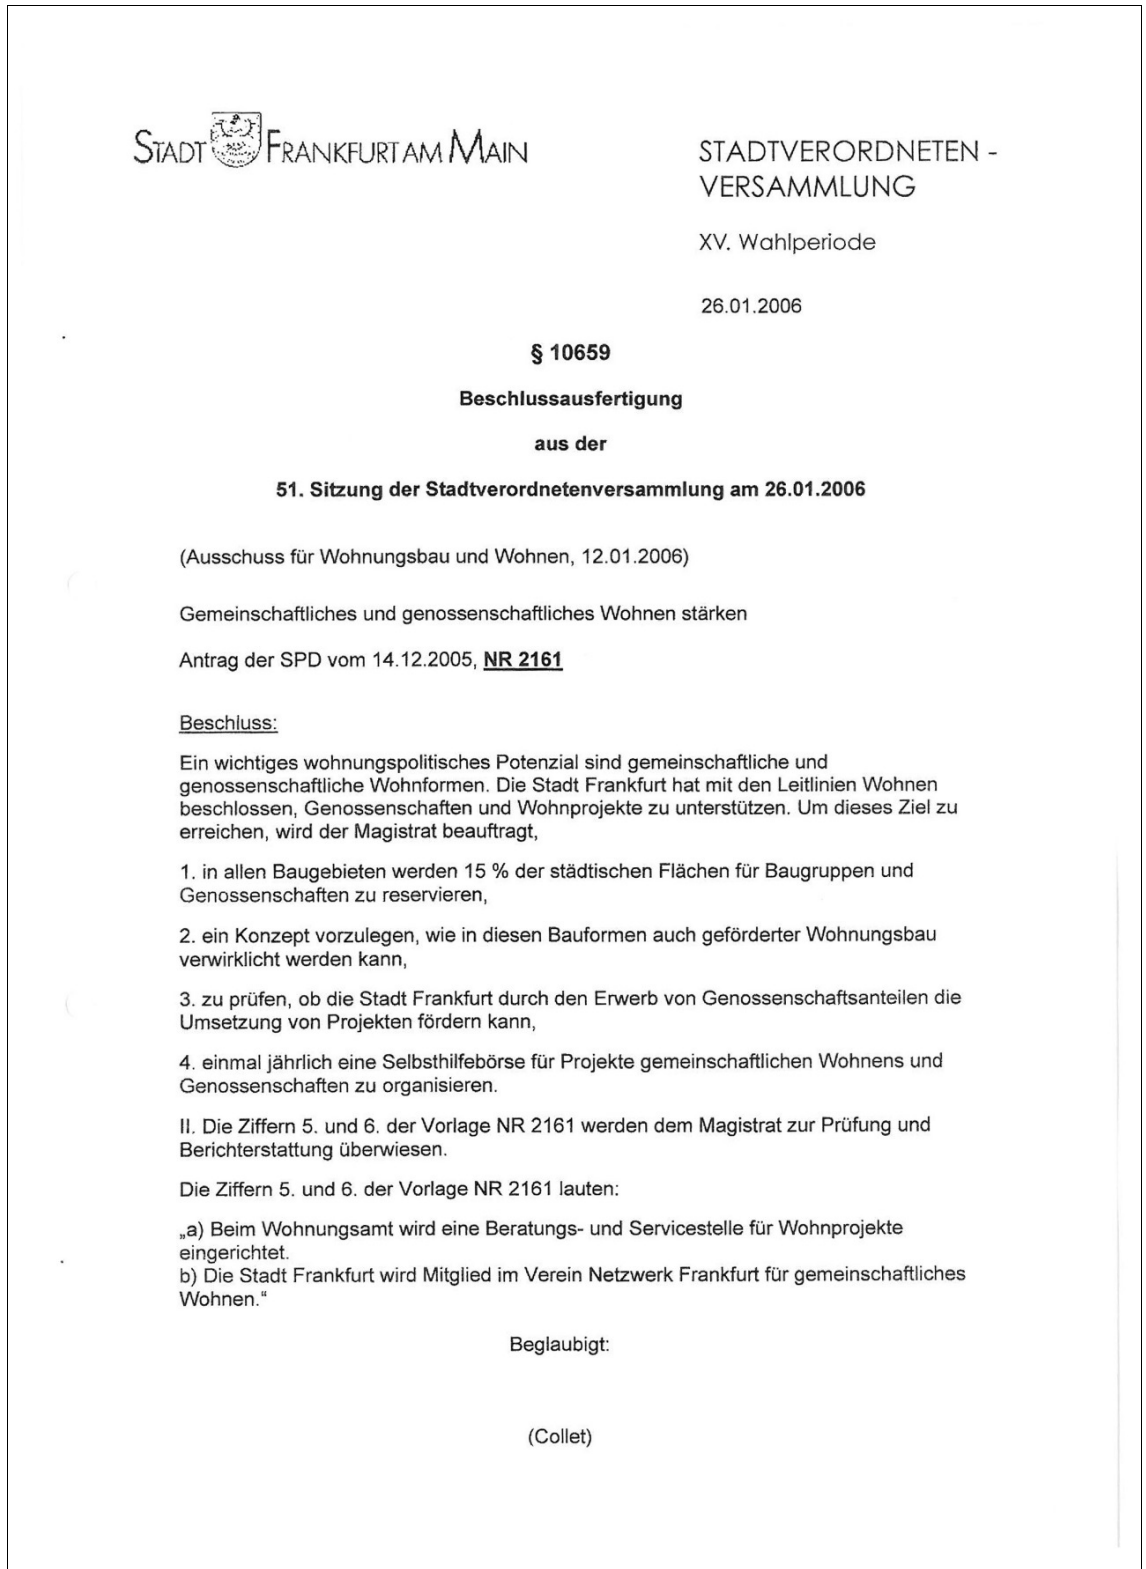 STADT FRANKFURT AM MAIN
STADTVERORDNETEN -
VERSAMMLUNG
XV. Wahlperiode
26.01.2006
§ 10659
Beschlussausfertigung
aus der
51. Sitzung der Stadtverordnetenversammlung am 26.01.2006
(Ausschuss für Wohnungsbau und Wohnen, 12.01.2006)
Gemeinschaftliches und genossenschaftliches Wohnen stärken
Antrag der SPD vom 14.12.2005, NR 2161
Beschluss:
Ein wichtiges wohnungspolitisches Potenzial sind gemeinschaftliche und
genossenschaftliche Wohnformen. Die Stadt Frankfurt hat mit den Leitlinien Wohnen
beschlossen, Genossenschaften und Wohnprojekte zu unterstützen. Um dieses Ziel zu
erreichen, wird der Magistrat beauftragt,
1. in allen Baugebieten werden 15 % der städtischen Flächen für Baugruppen und
Genossenschaften zu reservieren,
2. ein Konzept vorzulegen, wie in diesen Bauformen auch geförderter Wohnungsbau
verwirklicht werden kann,
3. zu prüfen, ob die Stadt Frankfurt durch den Erwerb von Genossenschaftsanteilen die
Umsetzung von Projekten fördern kann,
4. einmal jährlich eine Selbsthilfebörse für Projekte gemeinschaftlichen Wohnens und
Genossenschaften zu organisieren.
II. Die Ziffern 5. und 6. der Vorlage NR 2161 werden dem Magistrat zur Prüfung und
Berichterstattung überwiesen.
Die Ziffern 5. und 6. der Vorlage NR 2161 lauten:
„a) Beim Wohnungsamt wird eine Beratungs- und Servicestelle für Wohnprojekte
eingerichtet.
b) Die Stadt Frankfurt wird Mitglied im Verein Netzwerk Frankfurt für gemeinschaftliches
Wohnen.“
Beglaubigt:
(Collet)